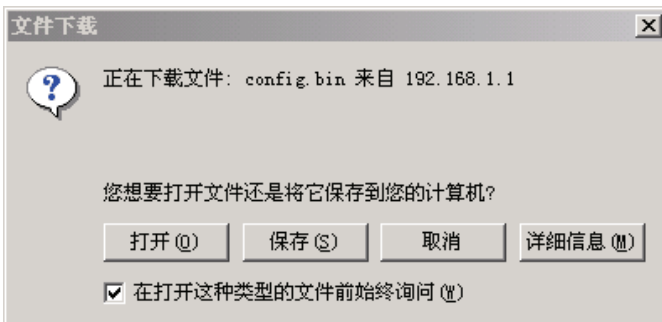 文件下载
正在下载文件: config.bin 来自 192.168.1.1
您想要打开文件还是将它保存到您的计算机?
打开(O) 保存(S) 取消 详细信息(M)
在打开这种类型的文件前始终询问(W)